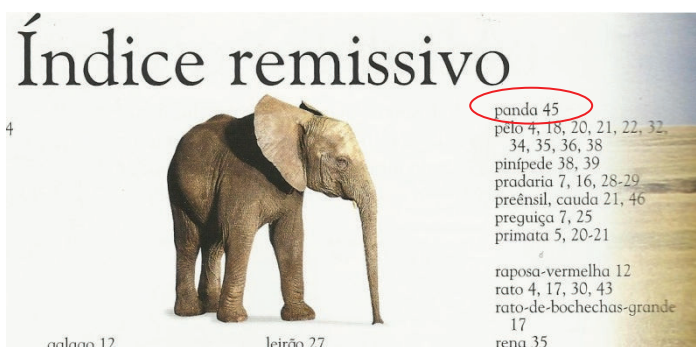 Índice remissivo
4
panda 45
pêlo 4, 18, 20, 21, 22, 32,
34, 35, 36, 38
pinípede 38, 39
pradaria 7, 16, 28-29
preênsil, cauda 21, 46
preguiça 7, 25
primata 5, 20-21
raposa-vermelha 12
rato 4, 17, 30, 43
rato-de-bochechas-grande
17
galago 12
leirão 27
rena 35